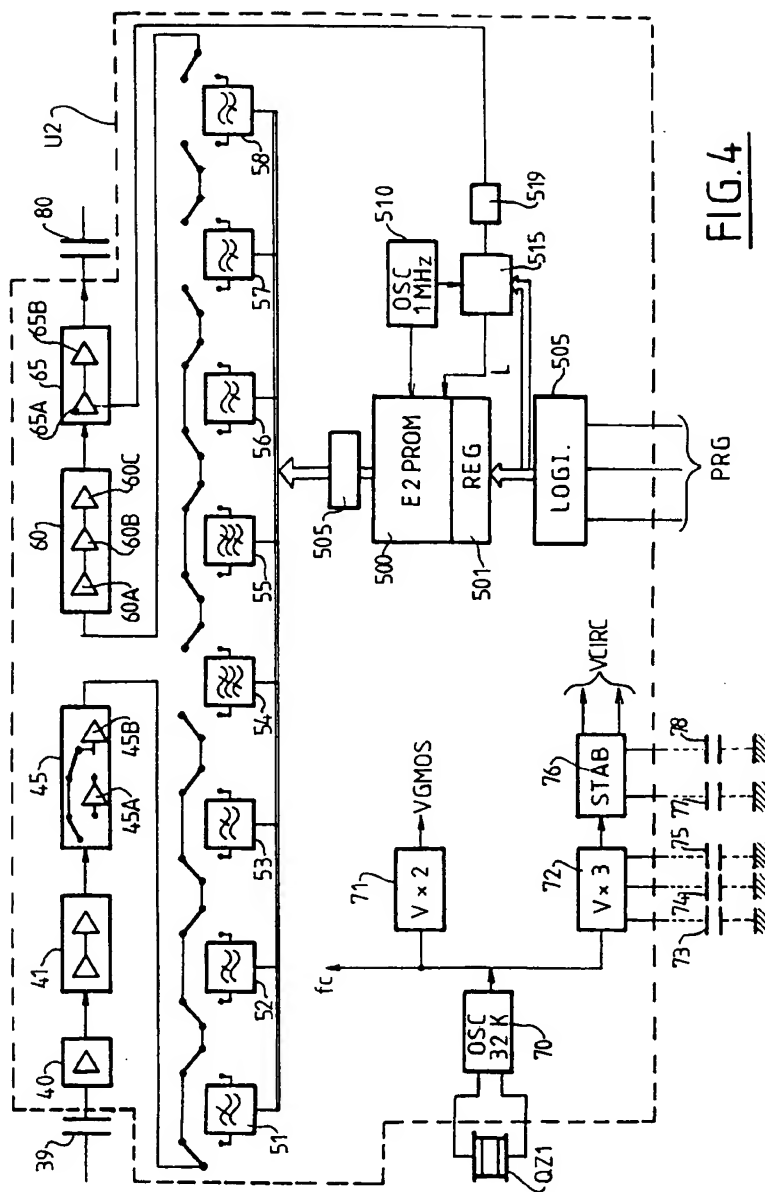 U2
39
40
41
45
45A
45B
60
60A
60B
60C
65A
65
65B
80
51
52
53
54
55
56
57
58
505
E2PROM
500
REG
501
OSC
1MHz
510
515
519
L
LOGI.
505
PRG
fc
V x 2
71
VGMOS
OSC
32 K
70
QZ1
V x 3
72
STAB
76
VCIRC
73
74
75
77
78
FIG.4